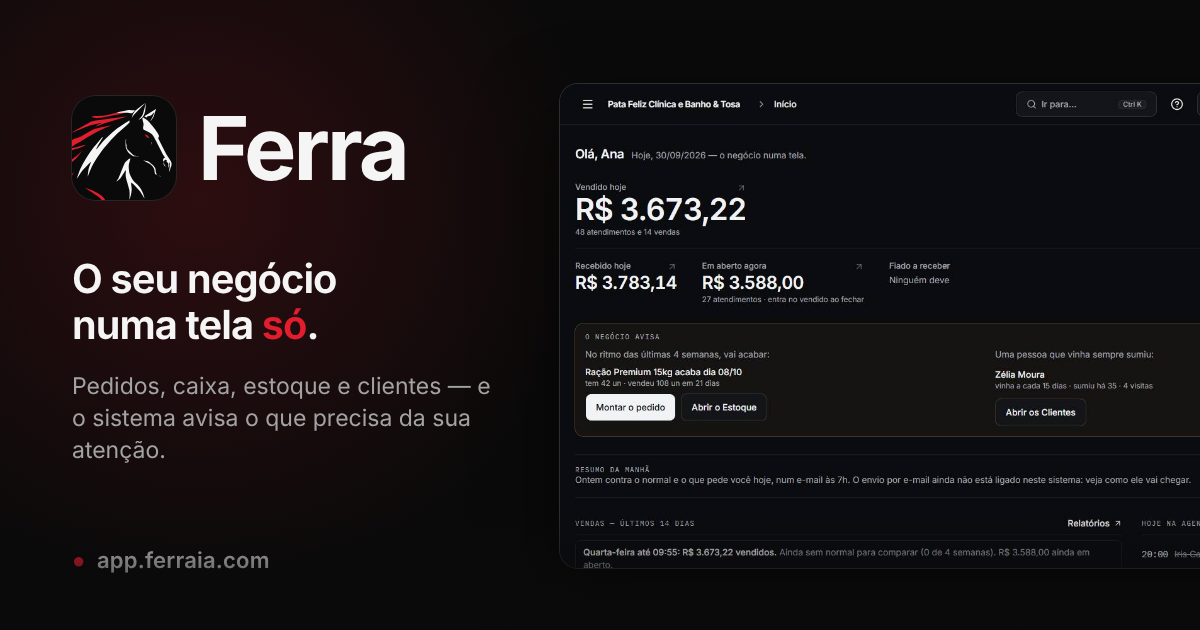 Ferra
O seu negócio
numa tela só.
Pedidos, caixa, estoque e clientes — e
o sistema avisa o que precisa da sua
atenção.
app.ferraia.com
Pata Feliz Clínica e Banho & Tosa > Início
Ir para... Ctrl K
Olá, Ana Hoje, 30/09/2026 — o negócio numa tela.
Vendido hoje
R$ 3.673,22
48 atendimentos e 14 vendas
Recebido hoje
R$ 3.783,14
Em aberto agora
R$ 3.588,00
27 atendimentos · entra no vendido ao fechar
Fiado a receber
Ninguém deve
O NEGÓCIO AVISA
No ritmo das últimas 4 semanas, vai acabar:
Ração Premium 15kg acaba dia 08/10
tem 42 un · vendeu 108 un em 21 dias
Montar o pedido
Abrir o Estoque
Uma pessoa que vinha sempre sumiu:
Zélia Moura
vinha a cada 15 dias · sumiu há 35 · 4 visitas
Abrir os Clientes
RESUMO DA MANHÃ
Ontem contra o normal e o que pede você hoje, num e-mail às 7h. O envio por e-mail ainda não está ligado neste sistema: veja como ele vai chegar.
VENDAS — ÚLTIMOS 14 DIAS
Relatórios
Quarta-feira até 09:55: R$ 3.673,22 vendidos. Ainda sem normal para comparar (0 de 4 semanas). R$ 3.588,00 ainda em
aberto.
HOJE NA AGEN
20:00